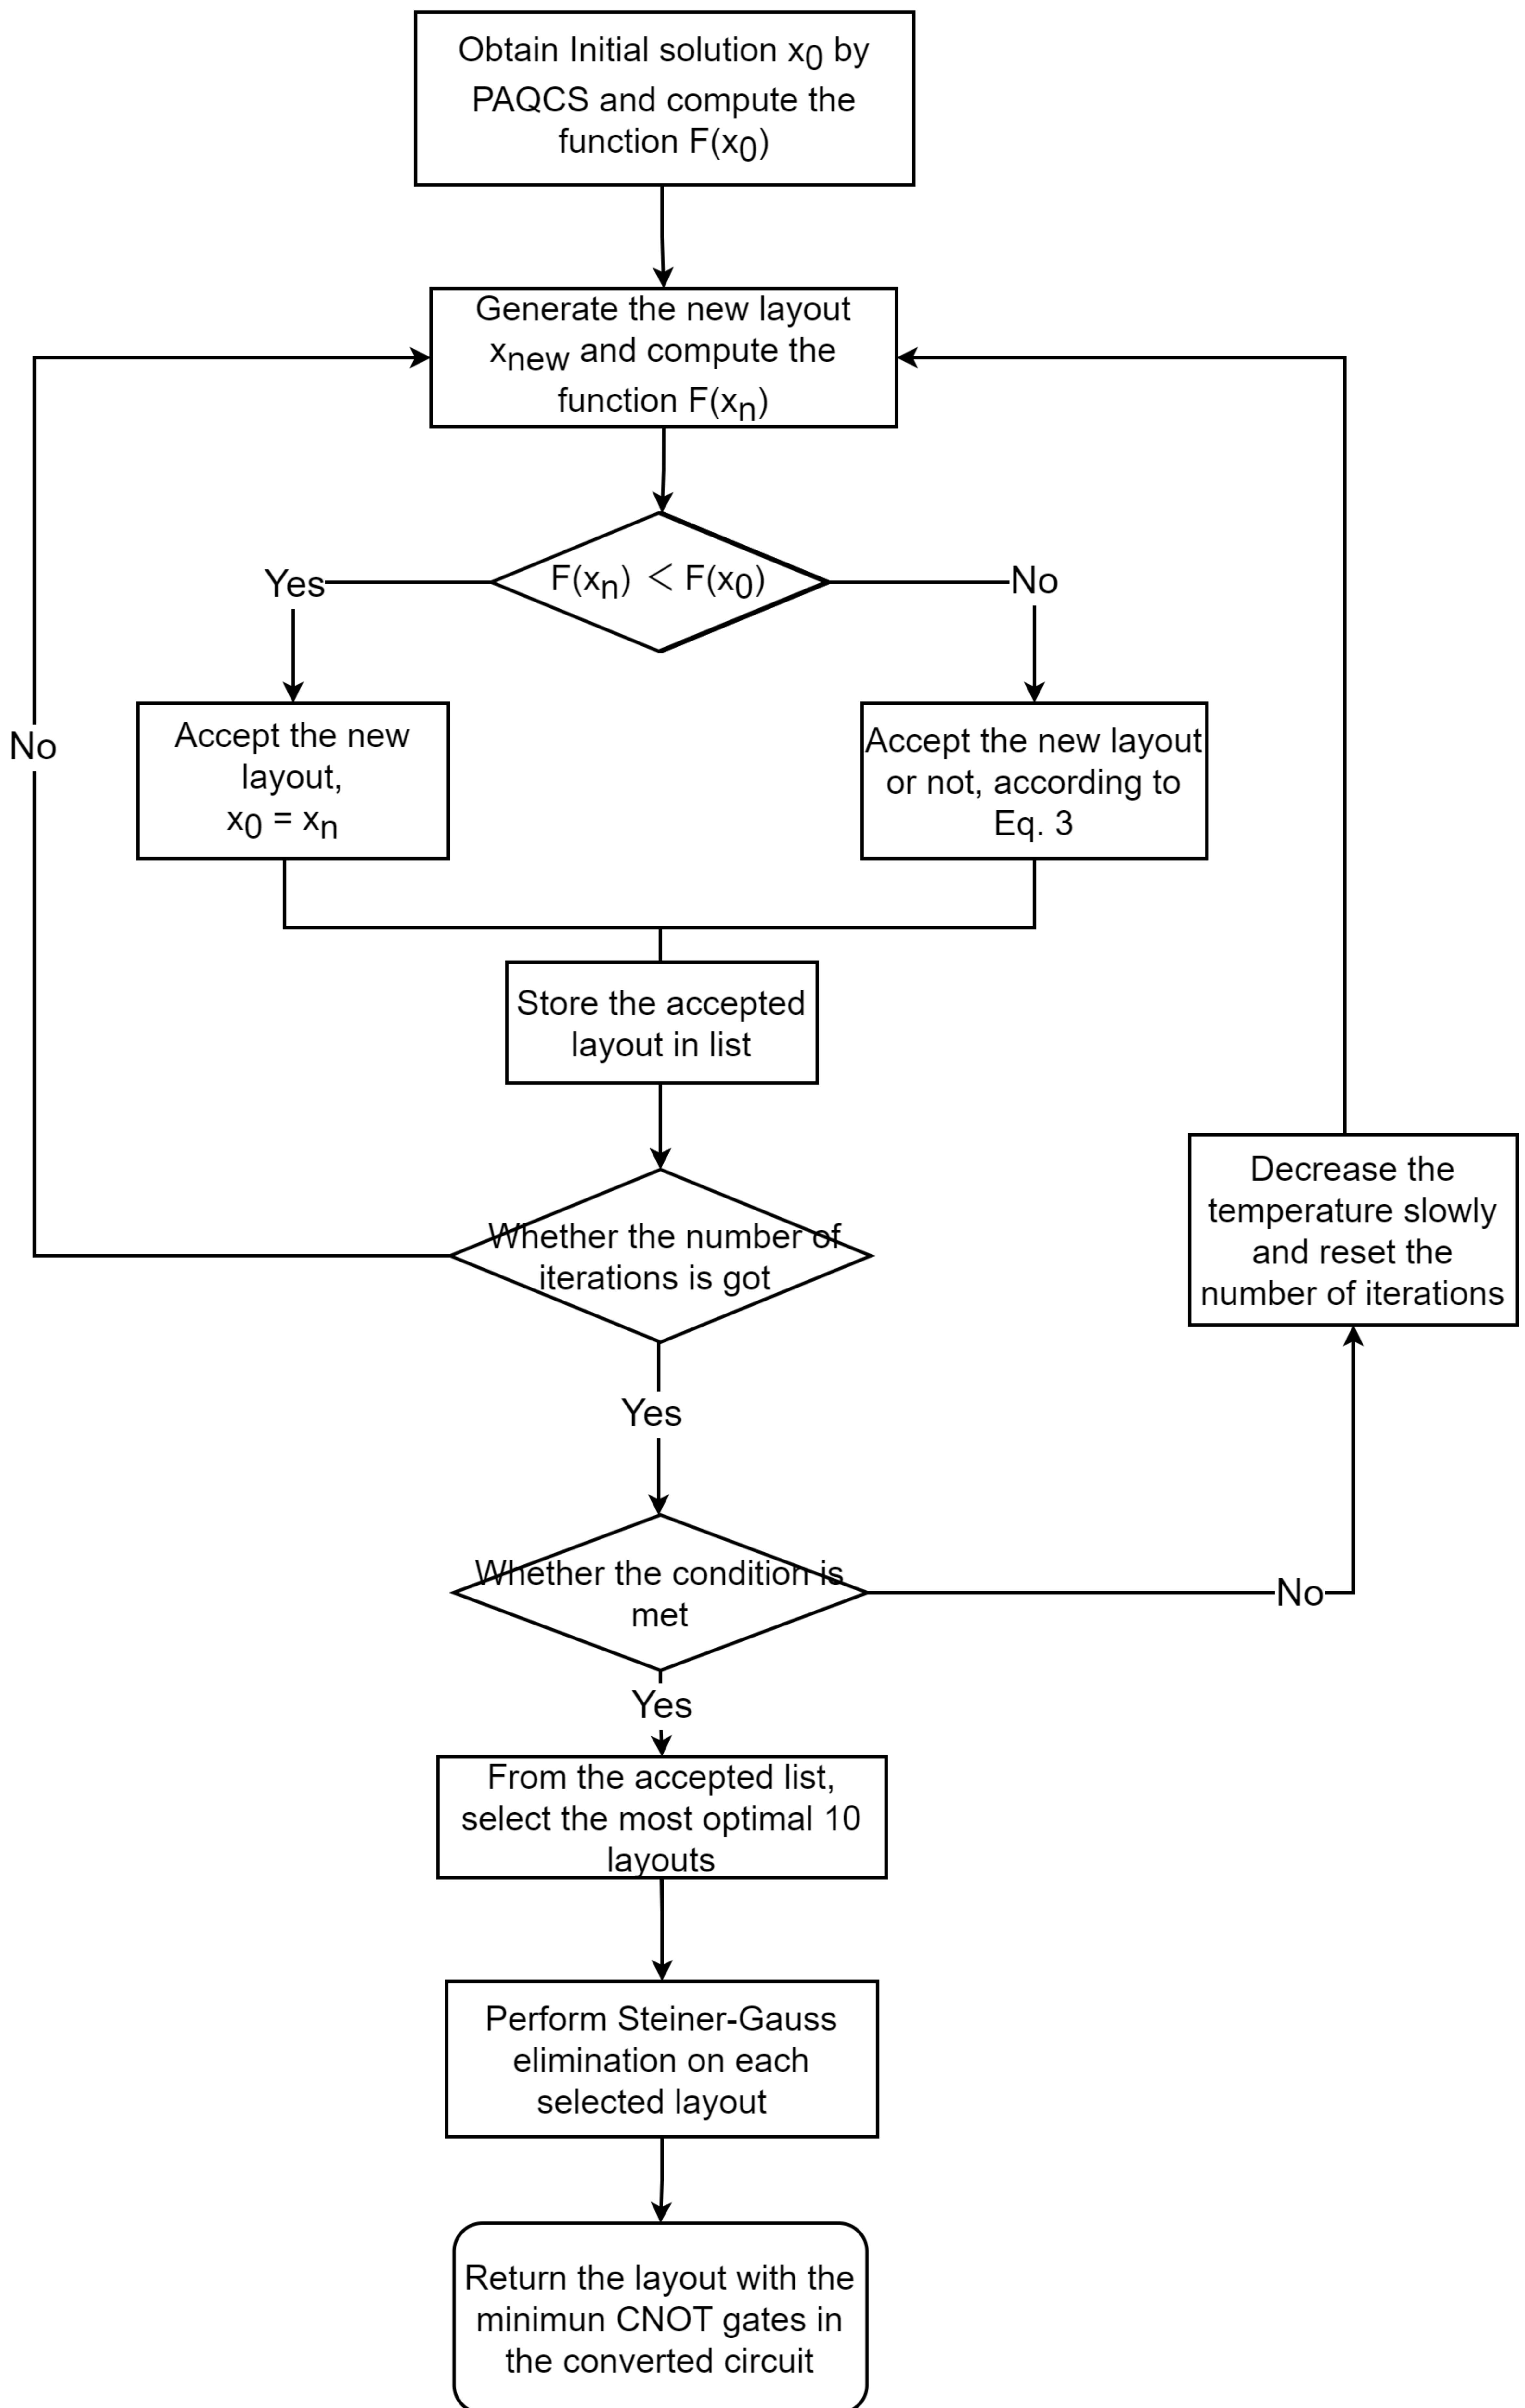 Obtain Initial solution x0 by
PAQCS and compute the
function F(x0)
Generate the new layout
xnew and compute the
function F(xn)
F(xn) < F(x0)
Yes
No
No
Accept the new
layout,
x0 = xn
Accept the new layout
or not, according to
Eq. 3
Store the accepted
layout in list
Whether the number of
iterations is got
Decrease the
temperature slowly
and reset the
number of iterations
Yes
Whether the condition is
met
No
Yes
From the accepted list,
select the most optimal 10
layouts
Perform Steiner-Gauss
elimination on each
selected layout
Return the layout with the
minimun CNOT gates in
the converted circuit